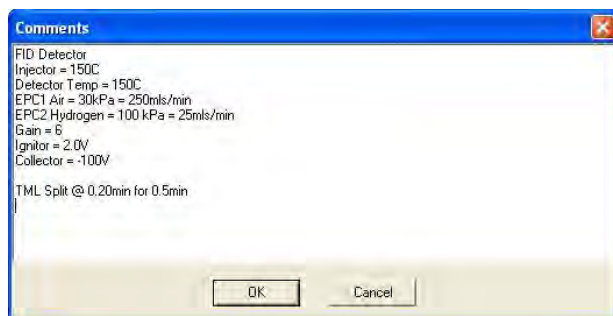 Comments
FID Detector
Injector = 150C
Detector Temp = 150C
EPC1 Air = 30kPa = 250mls/min
EPC2 Hydrogen = 100 kPa = 25mls/min
Gain = 6
Ignitor = 2.0V
Collector = -100V
TML Split @ 0.20min for 0.5min
OK
Cancel